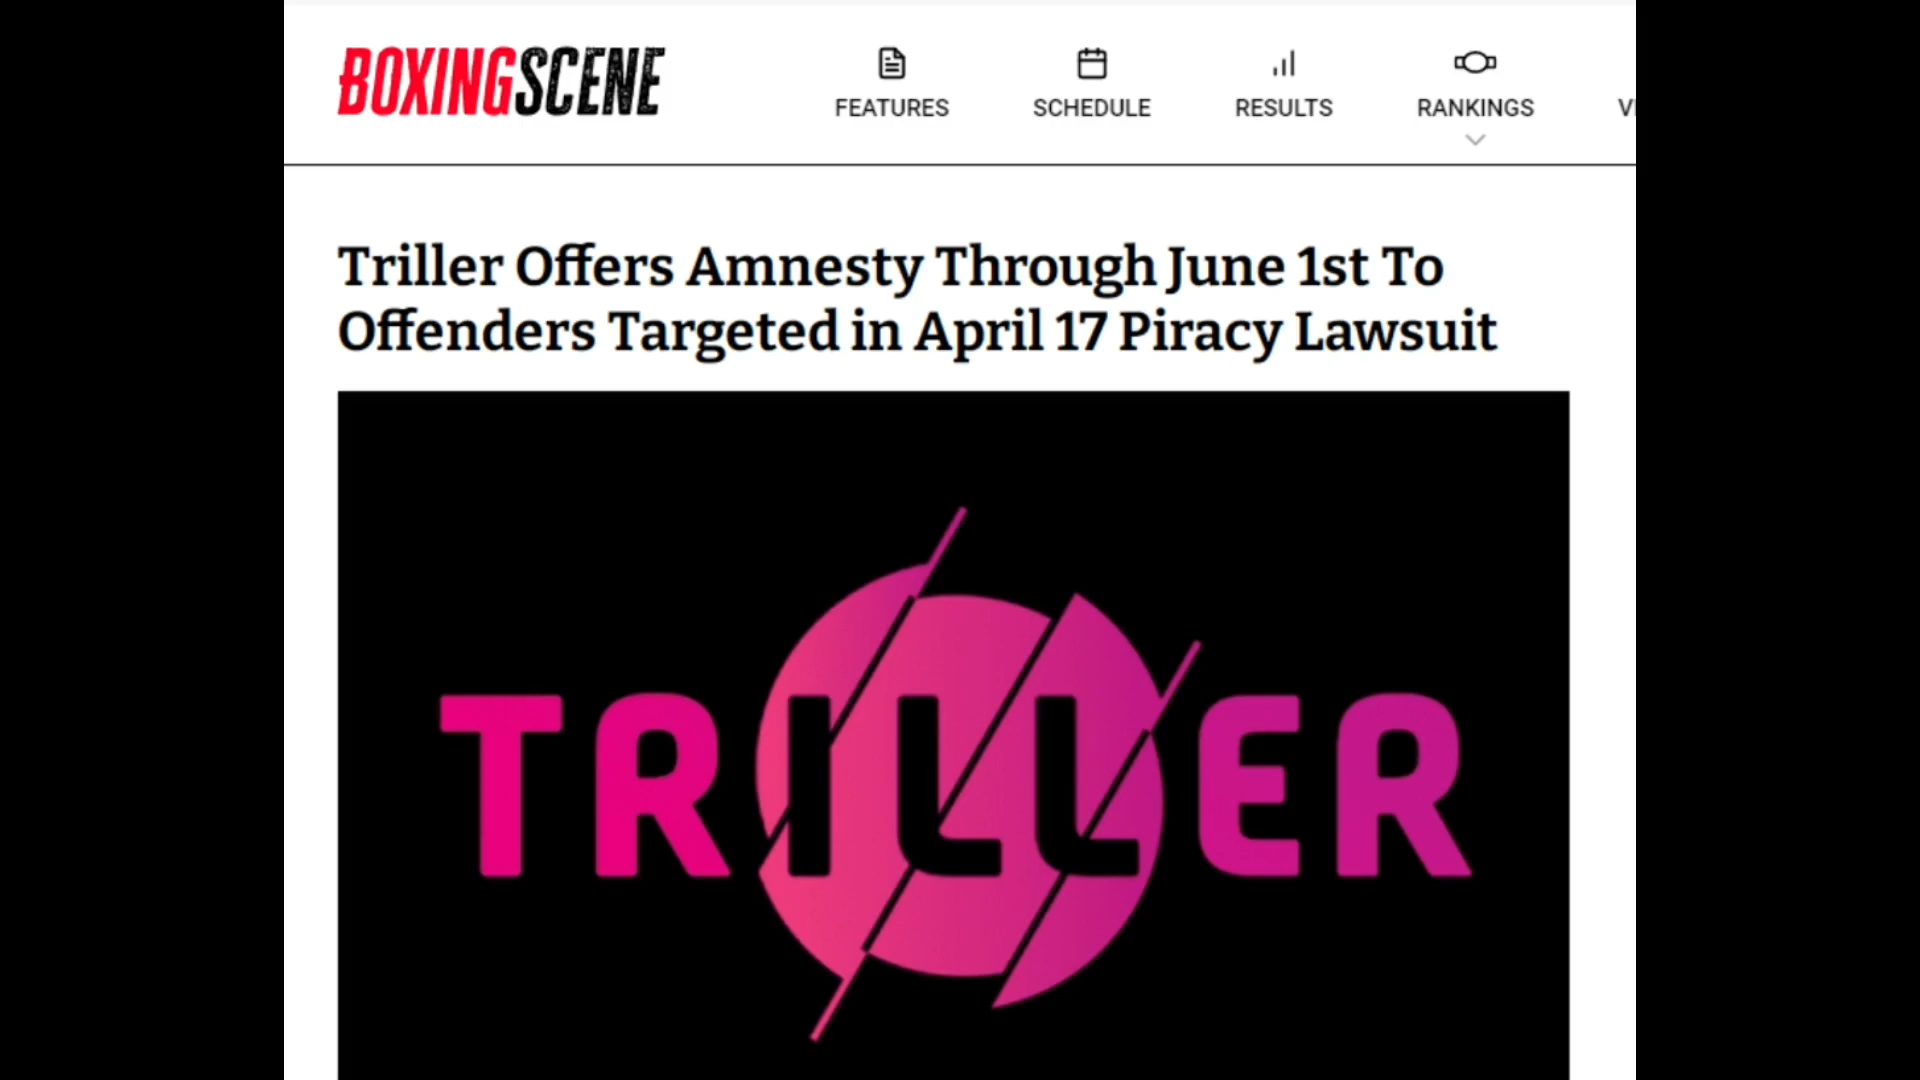 BOXINGSCENE
FEATURES
SCHEDULE
RESULTS
RANKINGS
Triller Offers Amnesty Through June 1st To
Offenders Targeted in April 17 Piracy Lawsuit
TRILLER